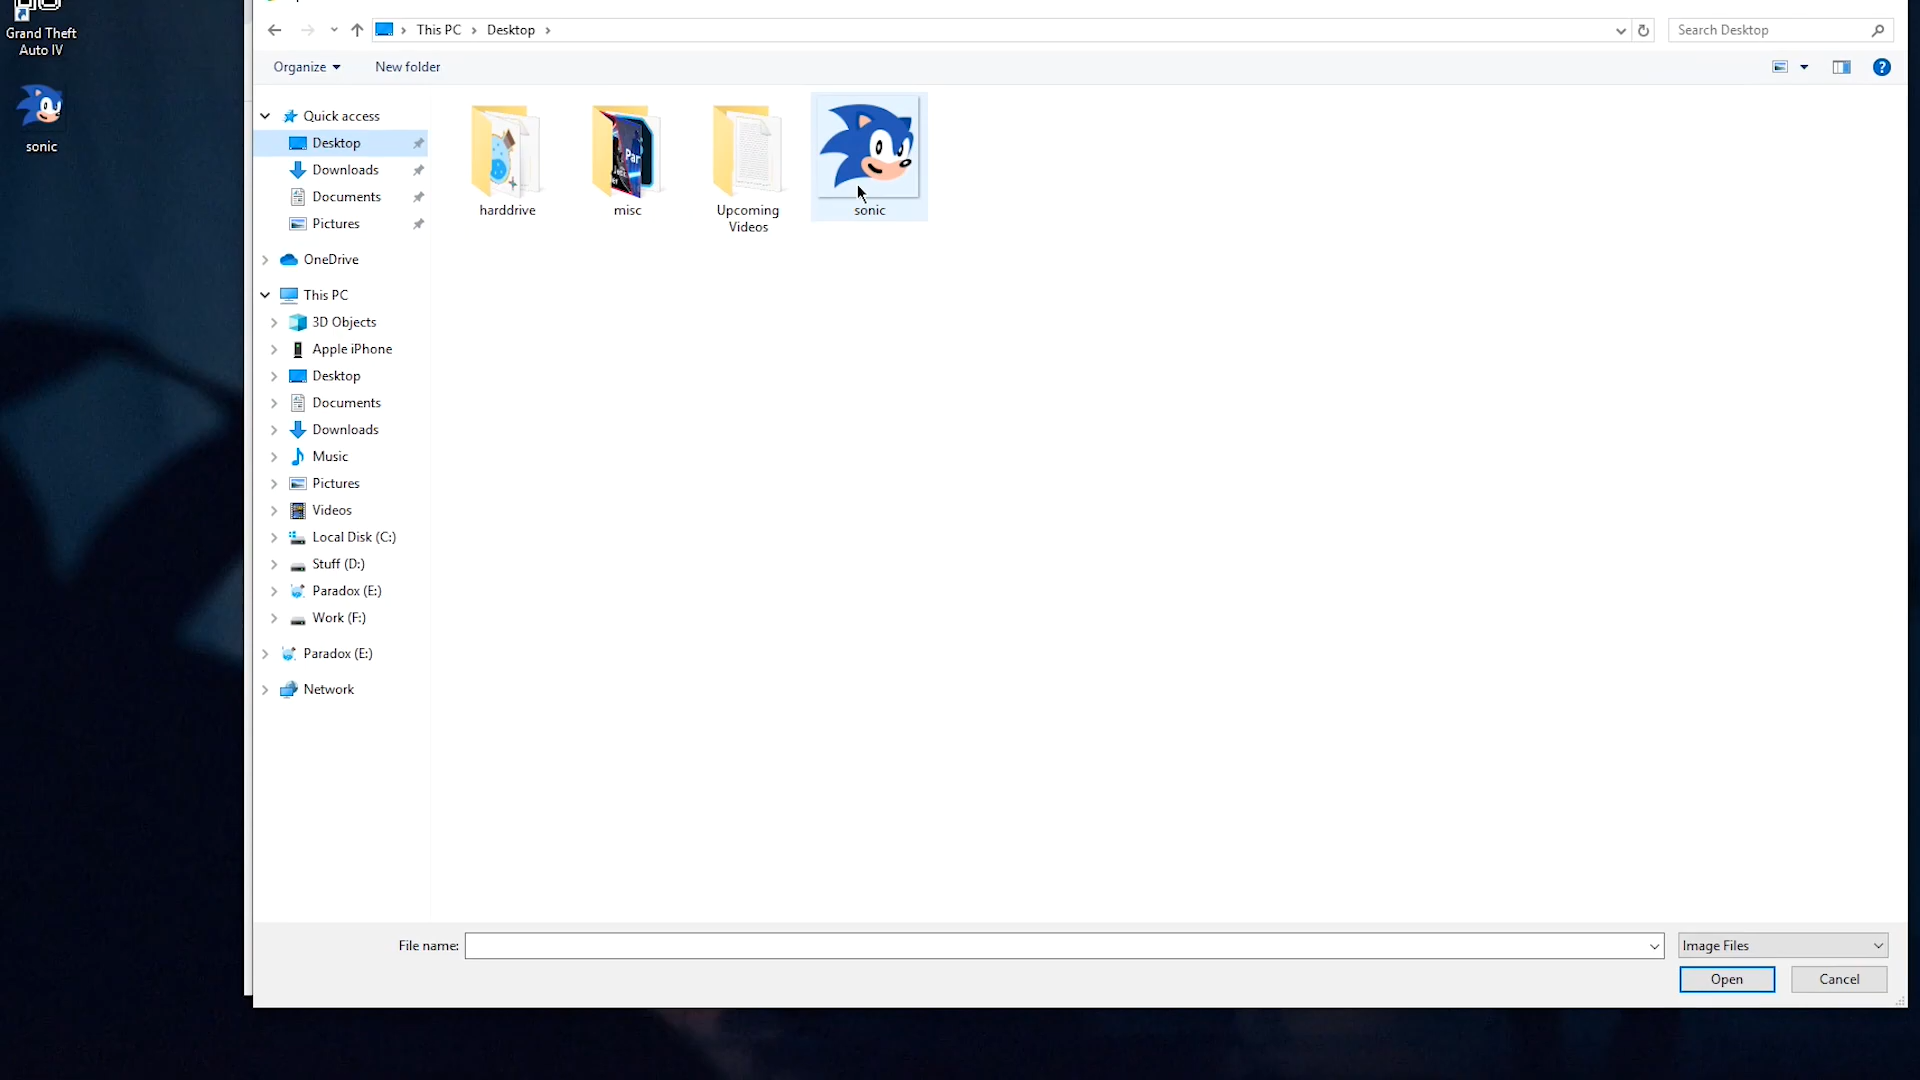 Grand Theft
Auto IV
sonic
This PC
Desktop
Search Desktop
Organize
New folder
Quick access
Desktop
Downloads
Documents
Pictures
OneDrive
This PC
3D Objects
Apple iPhone
Desktop
Documents
Downloads
Music
Pictures
Videos
Local Disk (C:)
Stuff (D:)
Paradox (E:)
Work (F:)
Paradox (E:)
Network
harddrive
misc
Upcoming
Videos
sonic
File name:
Image Files
Open
Cancel